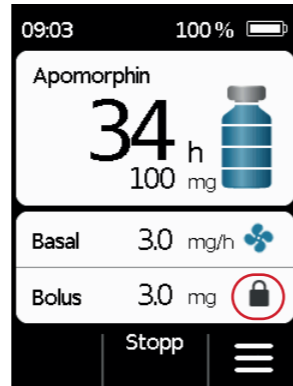 09:03 100 %
Apomorphin
34 h
100 mg
Basal 3.0 mg/h
Bolus 3.0 mg
Stopp